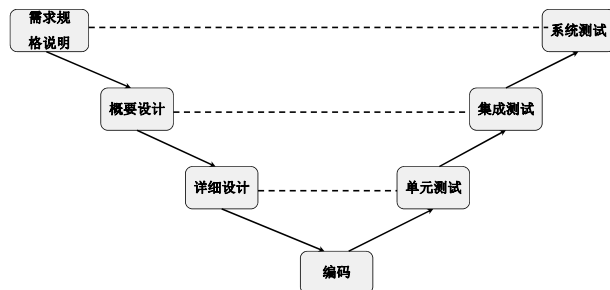 需求规
格说明
系统测试
概要设计
集成测试
详细设计
单元测试
编码